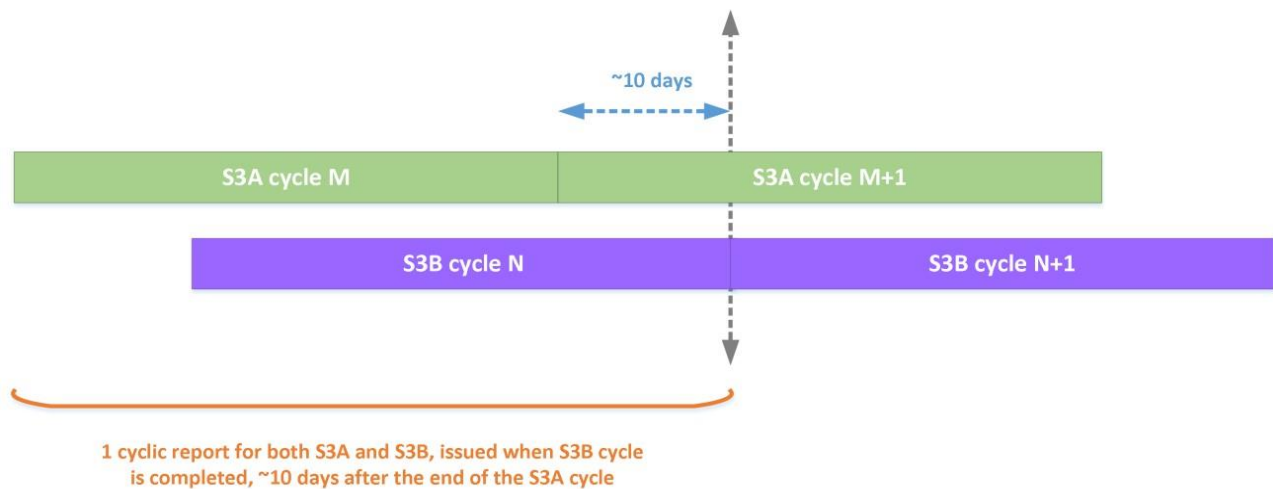 ~10 days
S3A cycle M
S3A cycle M+1
S3B cycle N
S3B cycle N+1
1 cyclic report for both S3A and S3B, issued when S3B cycle
is completed, ~10 days after the end of the S3A cycle